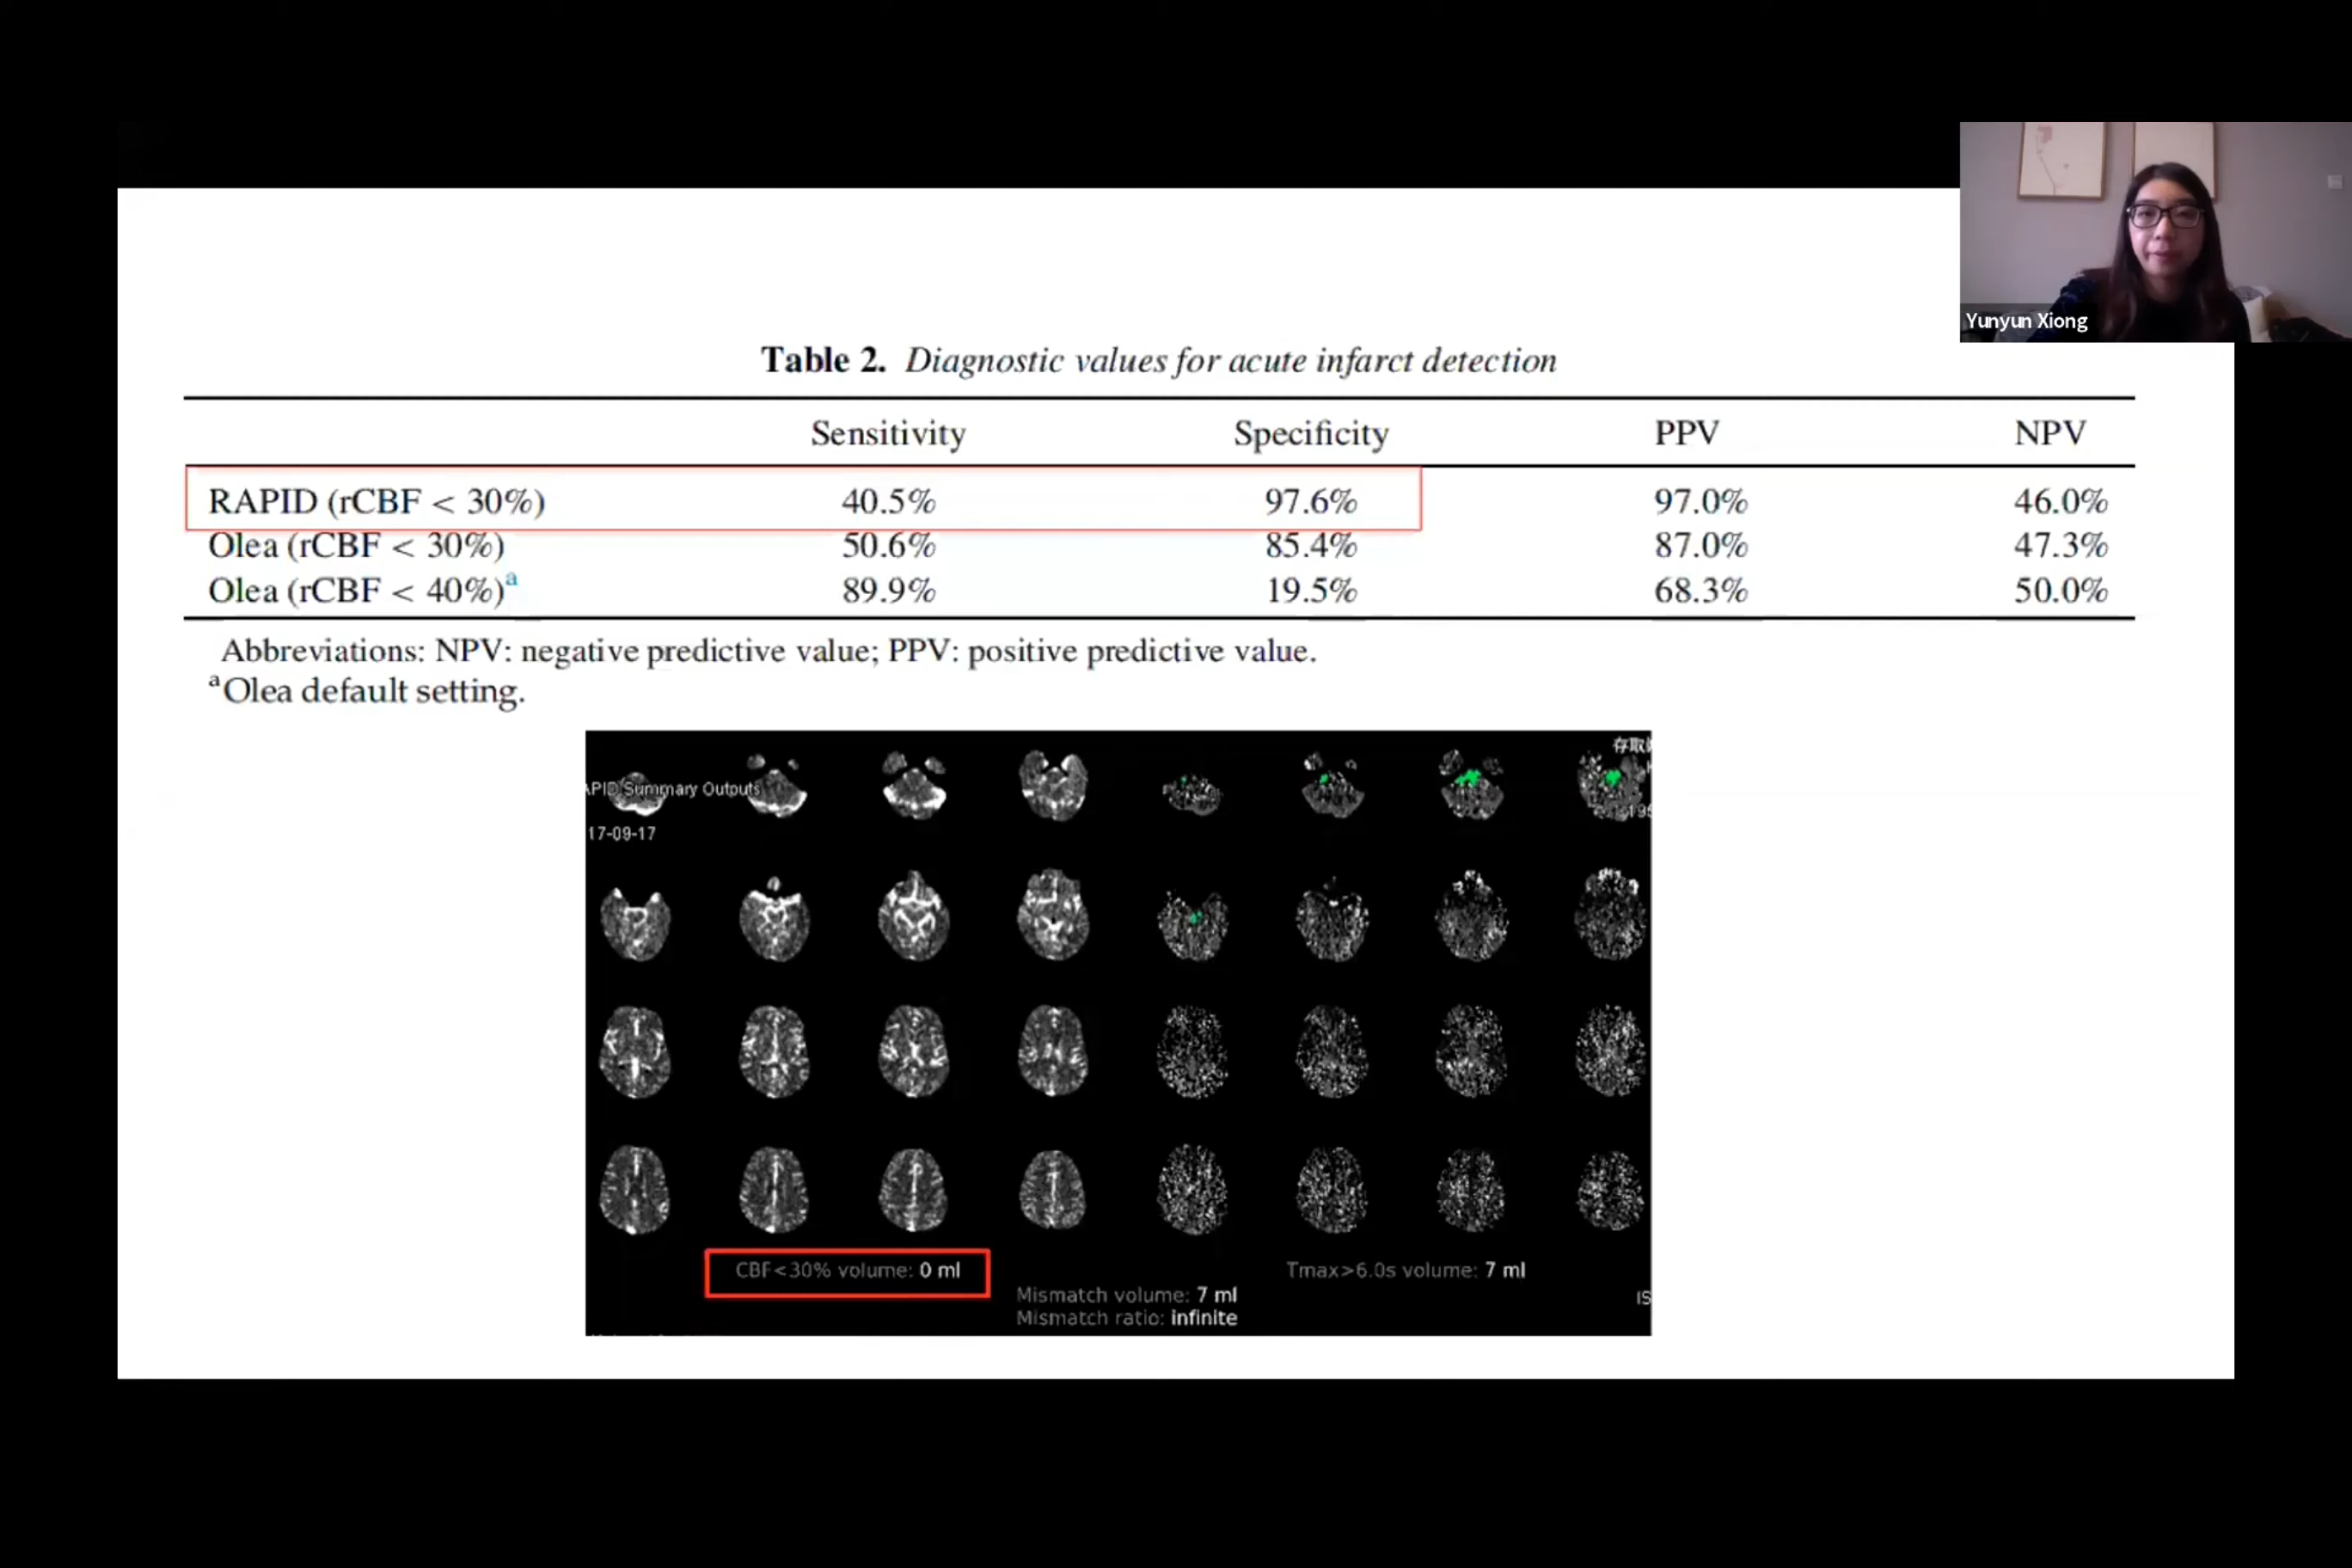 Yunyun Xiong
Table 2. Diagnostic values for acute infarct detection
Sensitivity Specificity PPV NPV
RAPID (rCBF < 30%) 40.5% 97.6% 97.0% 46.0%
Olea (rCBF < 30%) 50.6% 85.4% 87.0% 47.3%
Olea (rCBF < 40%)a 89.9% 19.5% 68.3% 50.0%
Abbreviations: NPV: negative predictive value; PPV: positive predictive value.
aOlea default setting.
存取
APID Summary Outputs
17-09-17
CBF<30% volume: 0 ml
Tmax>6.0s volume: 7 ml
Mismatch volume: 7 ml
IS
Mismatch ratio: infinite